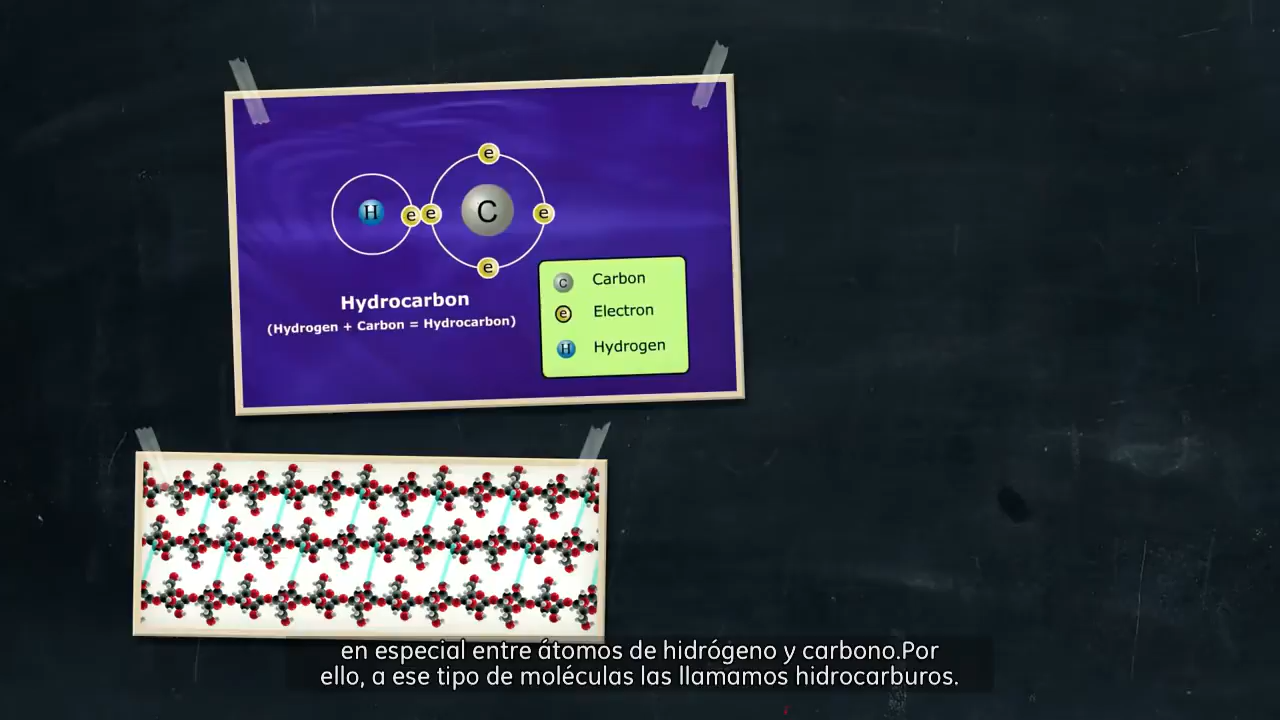 e
H
e e
C
e
e
Hydrocarbon
(Hydrogen + Carbon = Hydrocarbon)
C Carbon
e Electron
H Hydrogen
en especial entre átomos de hidrógeno y carbono.Por
ello, a ese tipo de moléculas las llamamos hidrocarburos.